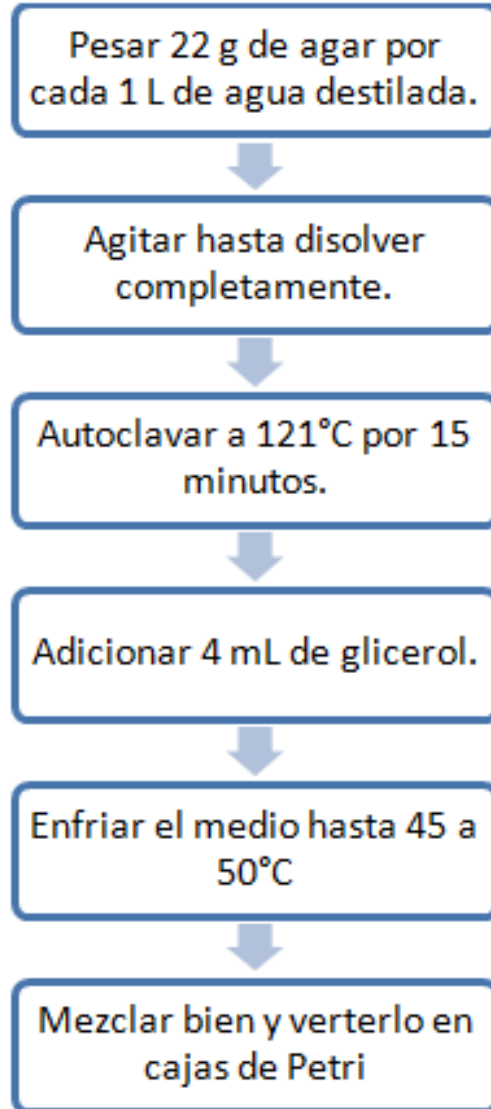 Pesar 22 g de agar por
cada 1 L de agua destilada.
Agitar hasta disolver
completamente.
Autoclavar a 121°C por 15
minutos.
Adicionar 4 mL de glicerol.
Enfriar el medio hasta 45 a
50°C
Mezclar bien y verterlo en
cajas de Petri